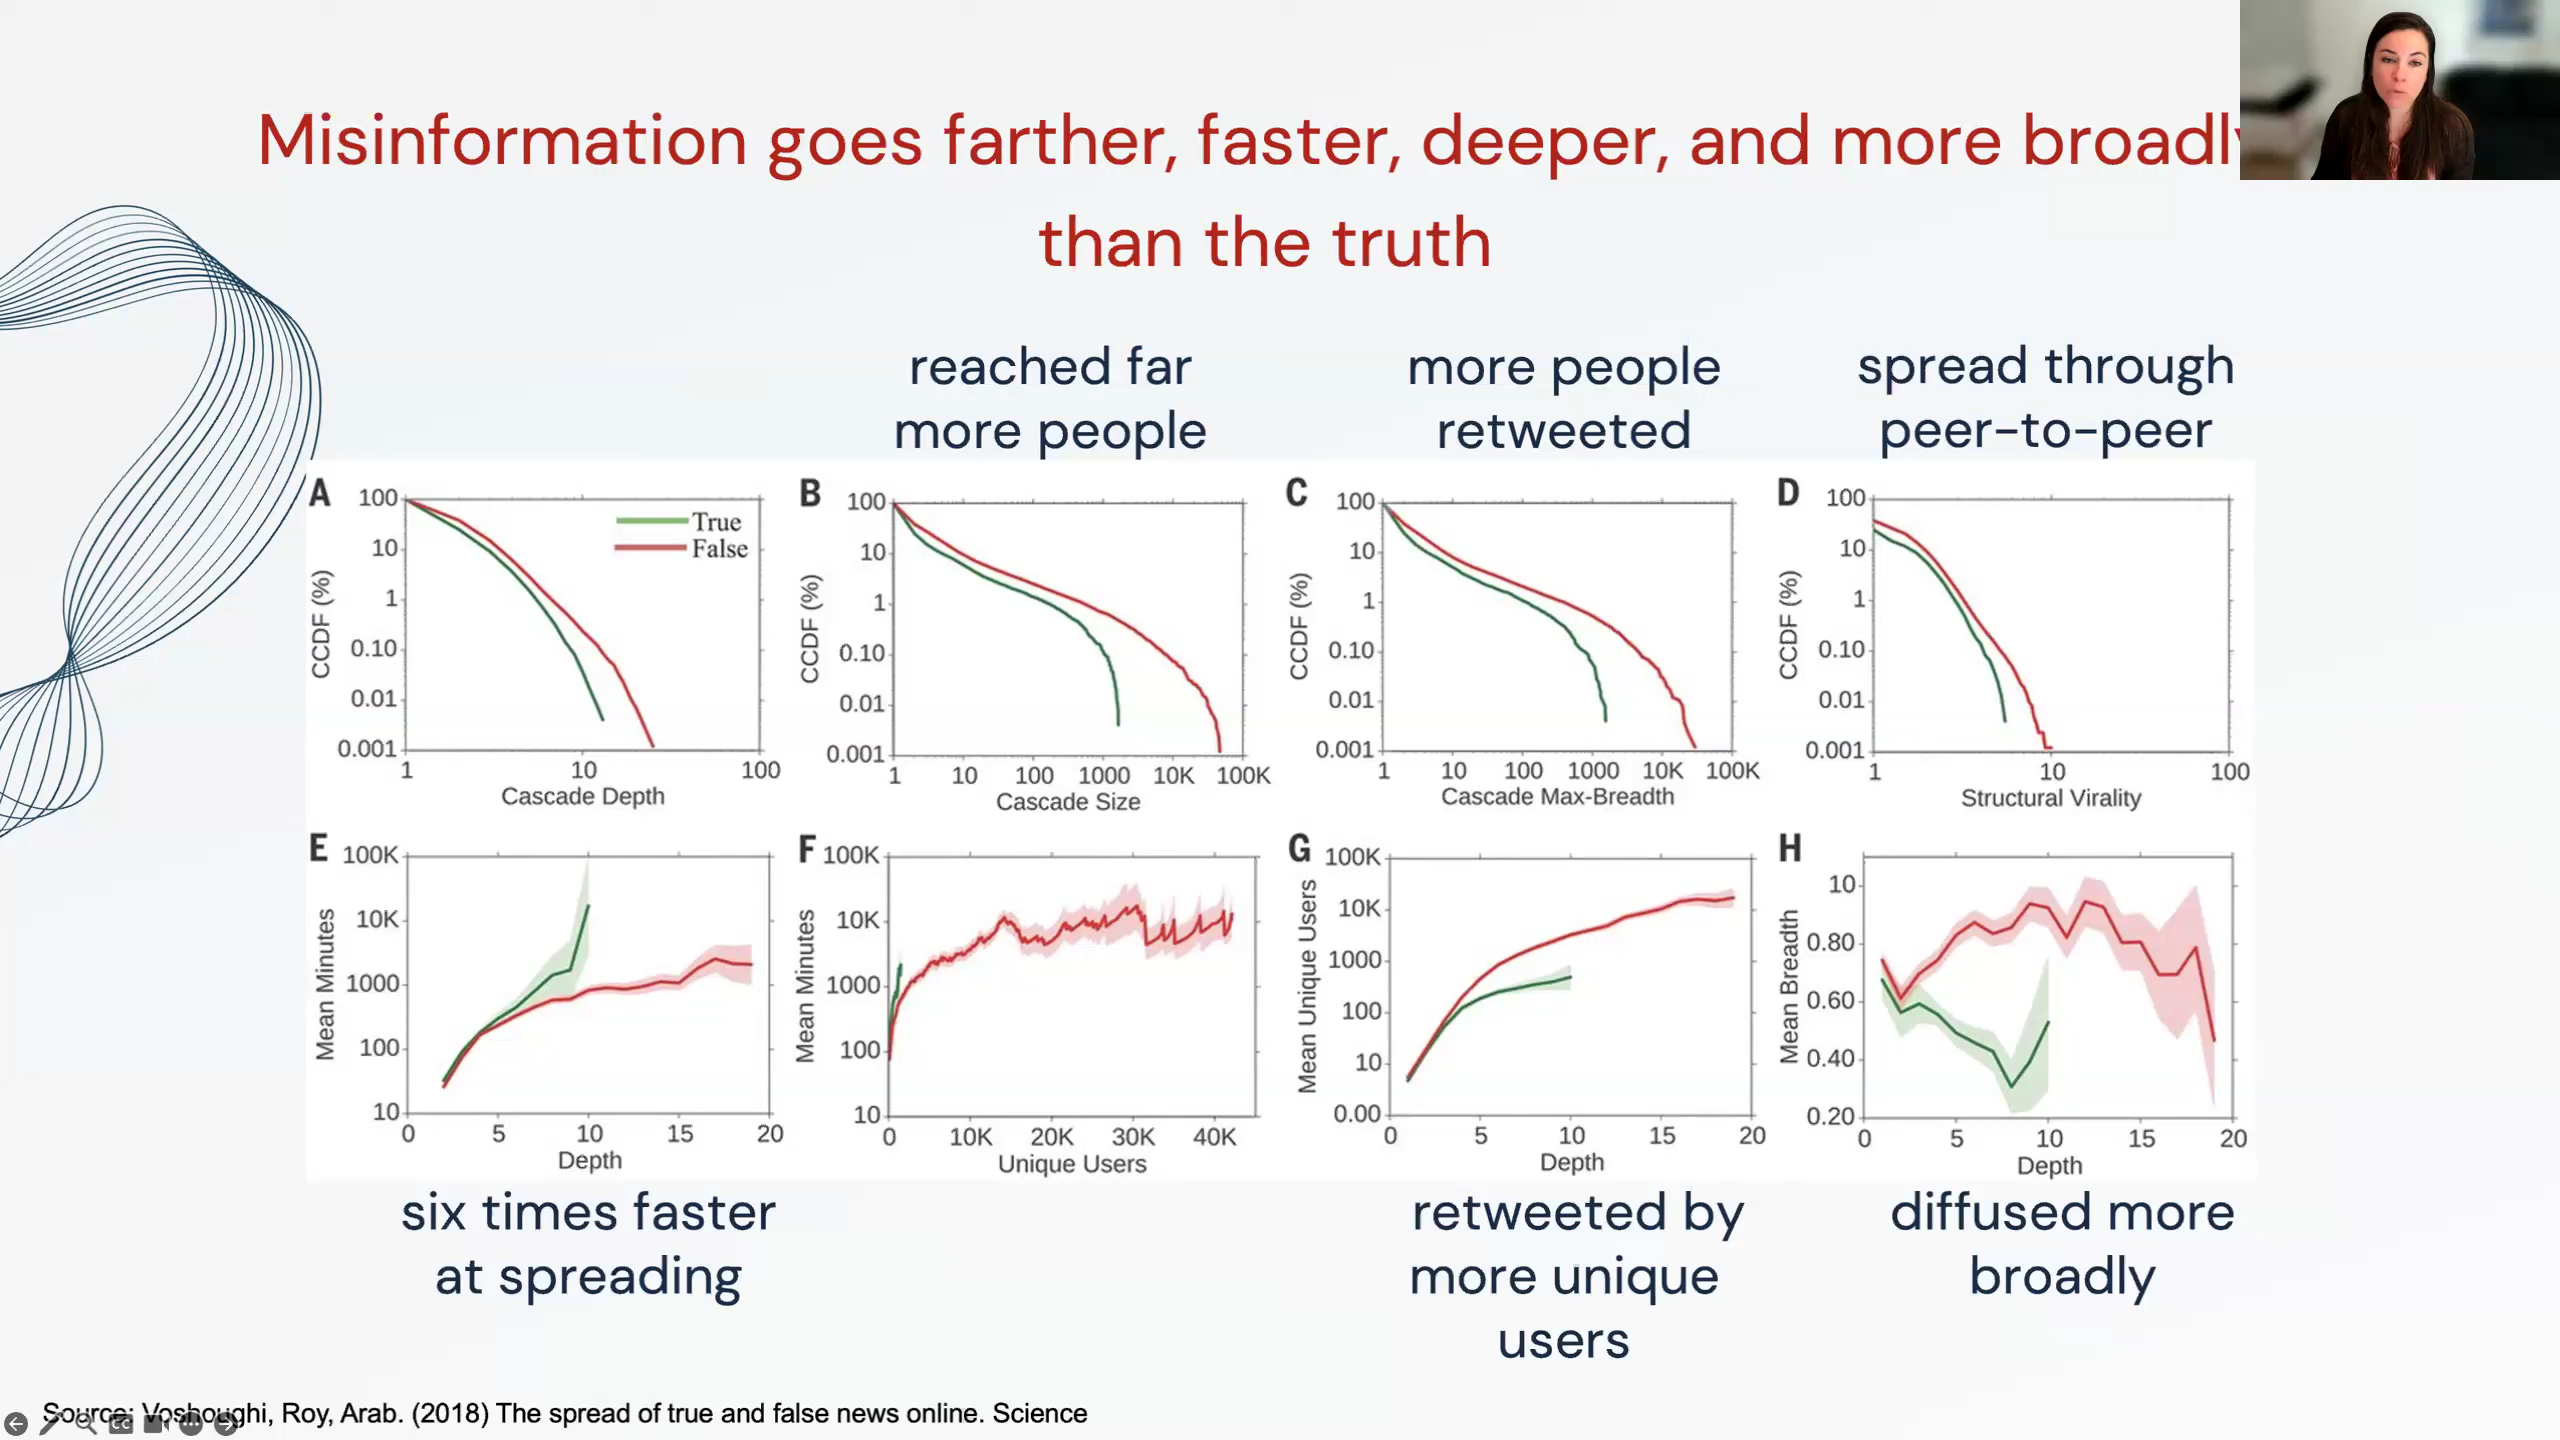 Misinformation goes farther, faster, deeper, and more broadly
than the truth
reached far
more people
more people
retweeted
spread through
peer-to-peer
A
100
10
1
0.10
0.01
0.001
CCDF (%)
True
False
1 10 100
Cascade Depth
B
100
10
1
0.10
0.01
0.001
CCDF (%)
1 10 100 1000 10K 100K
Cascade Size
C
100
10
1
0.10
0.01
0.001
CCDF (%)
1 10 100 1000 10K 100K
Cascade Max-Breadth
D
100
10
1
0.10
0.01
0.001
CCDF (%)
1 10 100
Structural Virality
E
100K
10K
1000
100
10
Mean Minutes
0 5 10 15 20
Depth
F
100K
10K
1000
100
10
Mean Minutes
0 10K 20K 30K 40K
Unique Users
G
100K
10K
1000
100
10
0.00
Mean Unique Users
0 5 10 15 20
Depth
H
10
0.80
0.60
0.40
0.20
Mean Breadth
0 5 10 15 20
Depth
six times faster
at spreading
retweeted by
more unique
users
diffused more
broadly
Source: Voshoughi, Roy, Arab. (2018) The spread of true and false news online. Science
CC